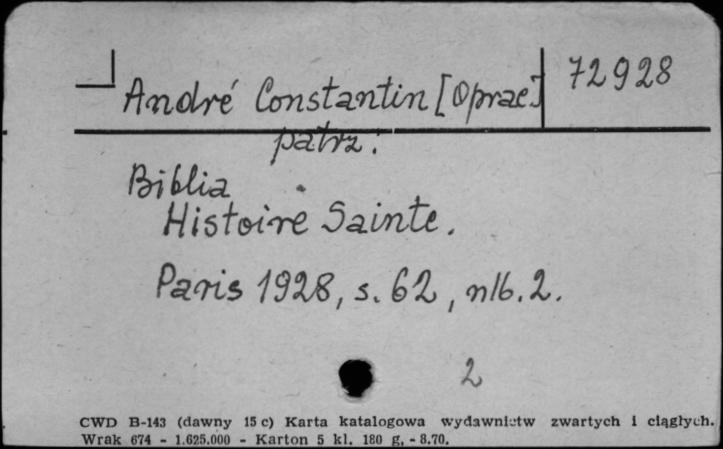 André Constantin [Oprac] 72928
patrz:
Biblia
Histoire Sainte.
Paris 1928, s. 62, nlb. 2.
2
CWD B-143 (dawny 15 c) Karta katalogowa wydawnictw zwartych i ciągłych.
Wrak 674 - 1.625.000 - Karton 5 kl. 180 g. - 8.70.